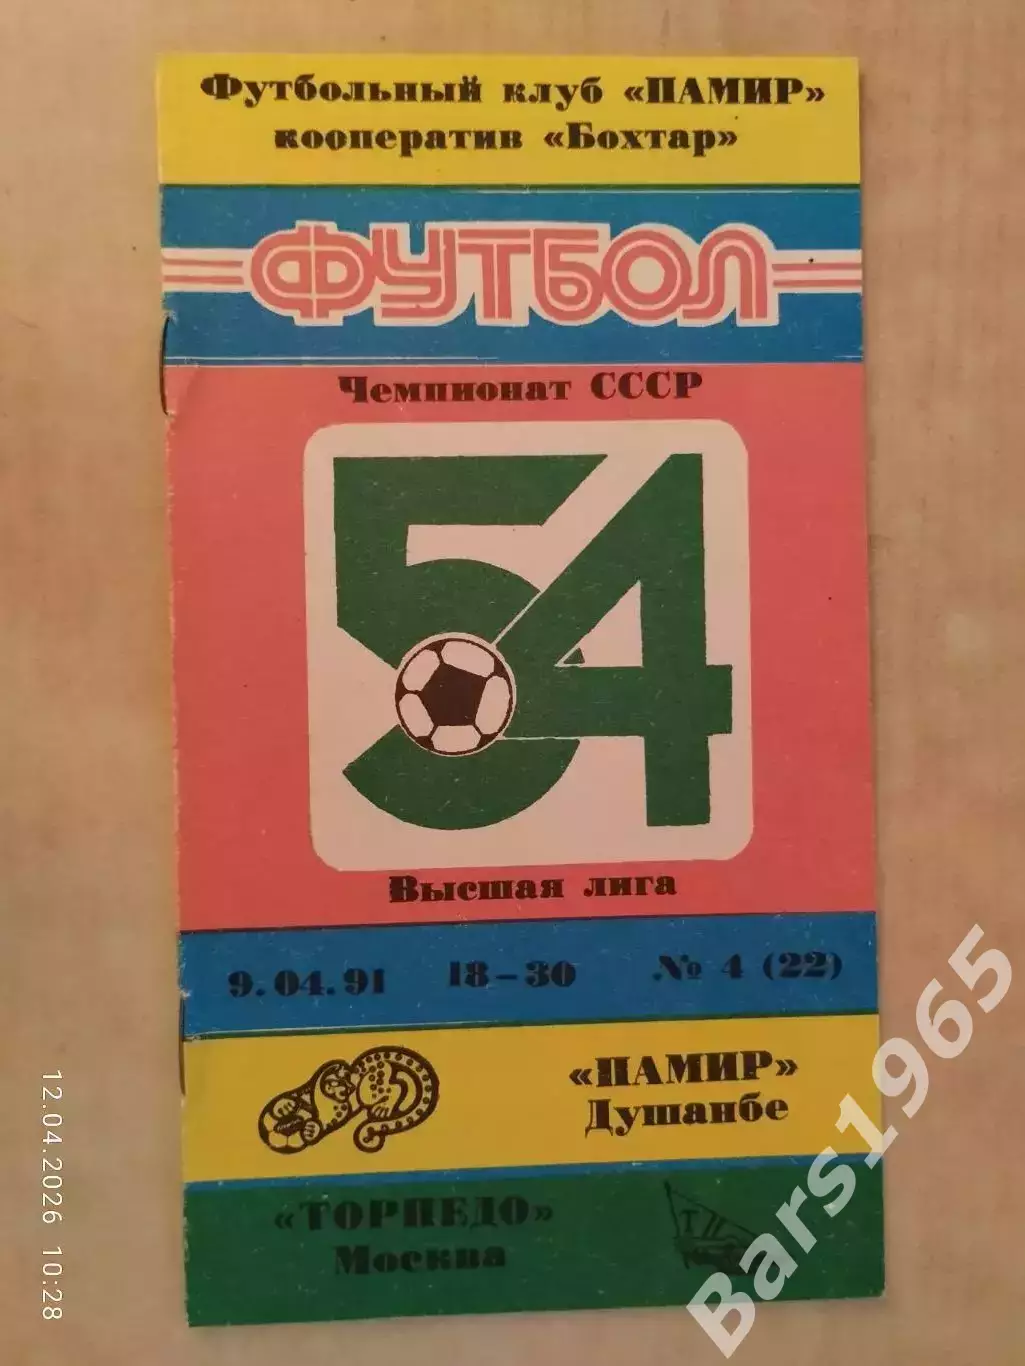 Футбольный клуб «ПАМИР»
кооператив «Бохтар»
ФУТБОЛ
Чемпионат СССР
54
Высшая лига
9.04.91 18-30 № 4 (22)
«ПАМИР»
Душанбе
«ТОРПЕДО»
Москва
Т
12.04.2026 10:28
Bars1965